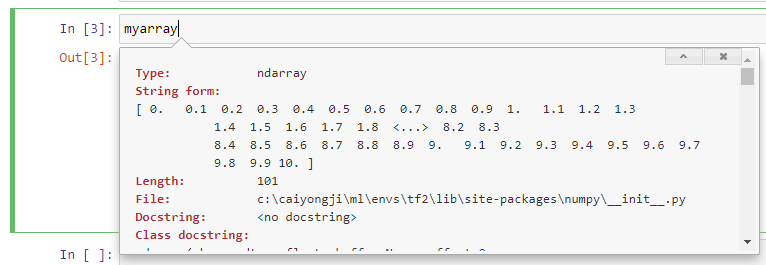 In [3]: myarray
Out[3]:
Type: ndarray
String form:
[ 0. 0.1 0.2 0.3 0.4 0.5 0.6 0.7 0.8 0.9 1. 1.1 1.2 1.3
1.4 1.5 1.6 1.7 1.8 <...> 8.2 8.3
8.4 8.5 8.6 8.7 8.8 8.9 9. 9.1 9.2 9.3 9.4 9.5 9.6 9.7
9.8 9.9 10. ]
Length: 101
File: c:\caiyongji\ml\envs\tf2\lib\site-packages\numpy\__init__.py
Docstring: <no docstring>
Class docstring:
In [ ]: